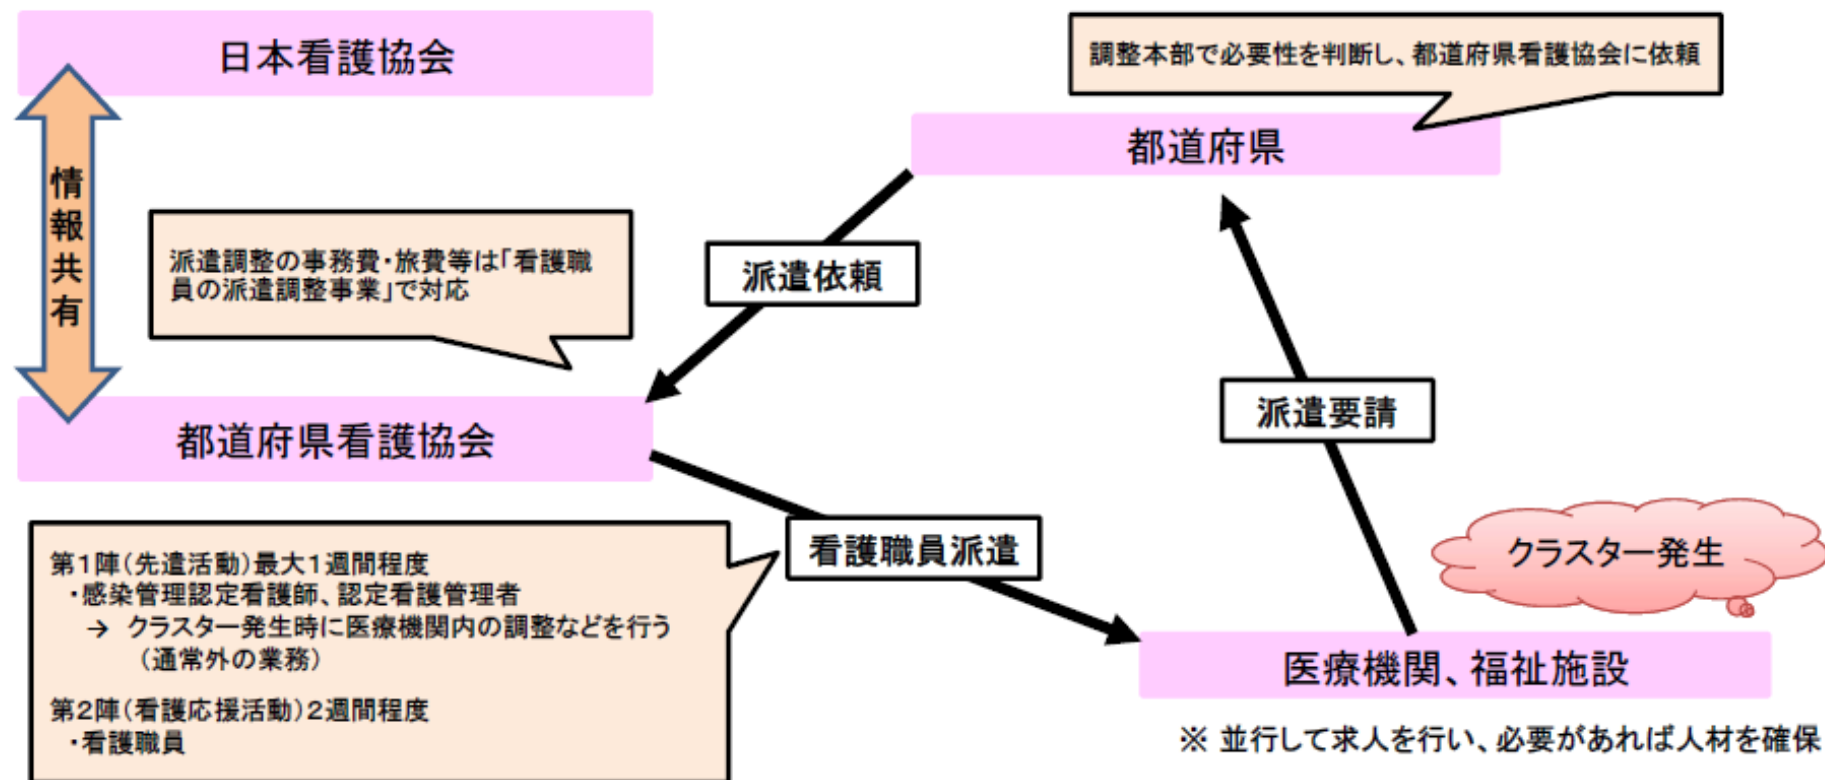 日本看護協会
調整本部で必要性を判断し、都道府県看護協会に依頼
都道府県
情報共有
派遣調整の事務費・旅費等は「看護職
員の派遣調整事業」で対応
派遣依頼
派遣要請
都道府県看護協会
看護職員派遣
クラスター発生
第1陣(先遣活動)最大1週間程度
・感染管理認定看護師、認定看護管理者
→ クラスター発生時に医療機関内の調整などを行う
(通常外の業務)
第2陣(看護応援活動)2週間程度
・看護職員
医療機関、福祉施設
※ 並行して求人を行い、必要があれば人材を確保